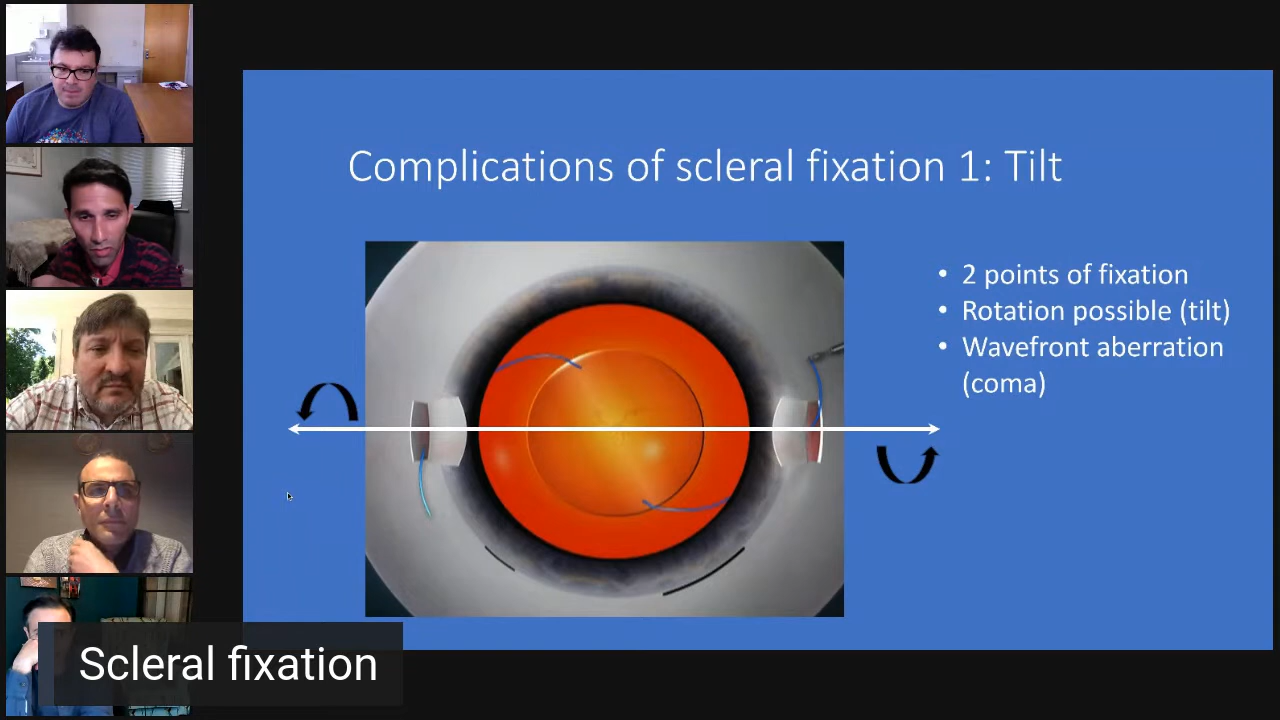 Complications of scleral fixation 1: Tilt
• 2 points of fixation
• Rotation possible (tilt)
• Wavefront aberration
(coma)
Scleral fixation